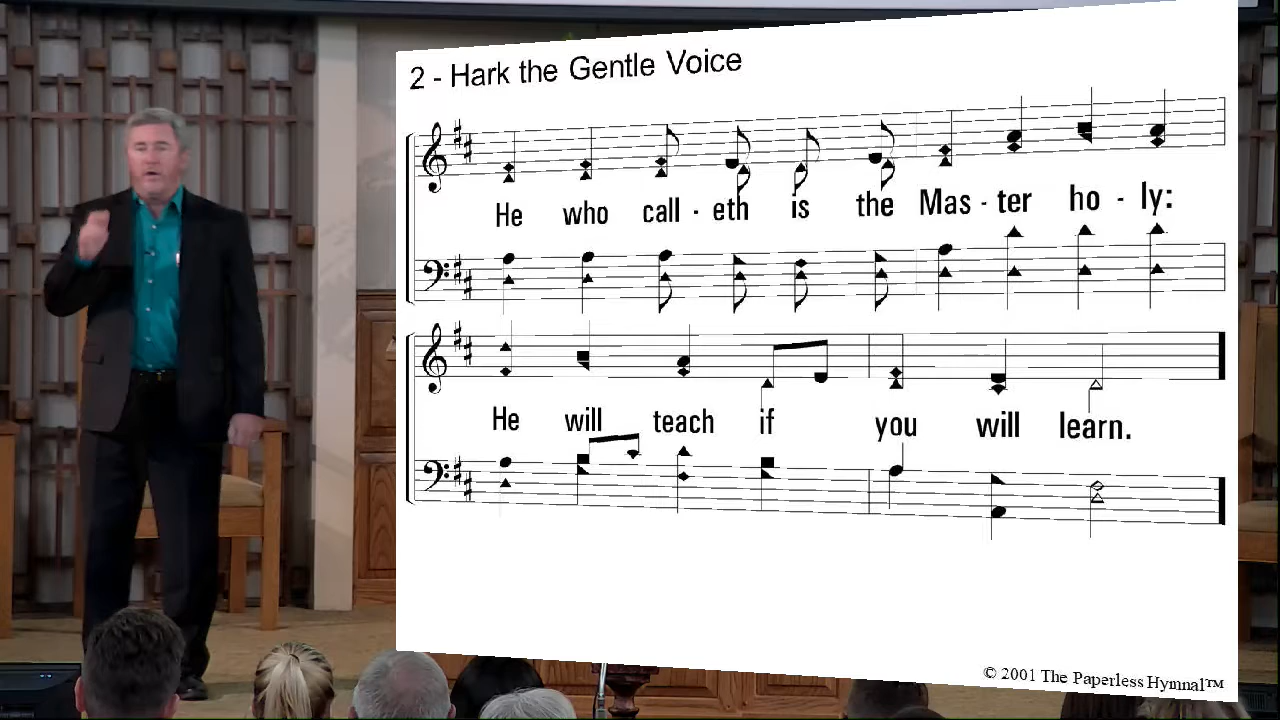 2 - Hark the Gentle Voice
He who call - eth is the Mas - ter ho - ly:
He will teach if you will learn.
© 2001 The Paperless Hymnal™